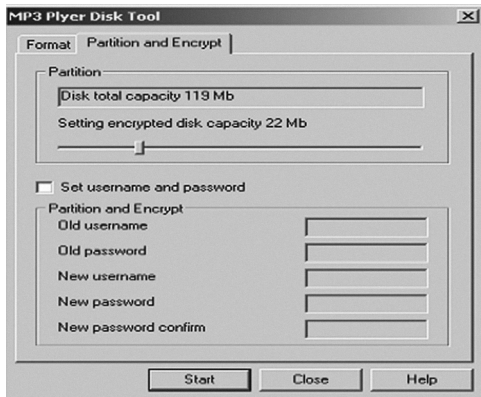 MP3 Plyer Disk Tool
Format Partition and Encrypt
Partition
Disk total capacity 119 Mb
Setting encrypted disk capacity 22 Mb
Set username and password
Partition and Encrypt
Old username
Old password
New username
New password
New password confirm
Start Close Help